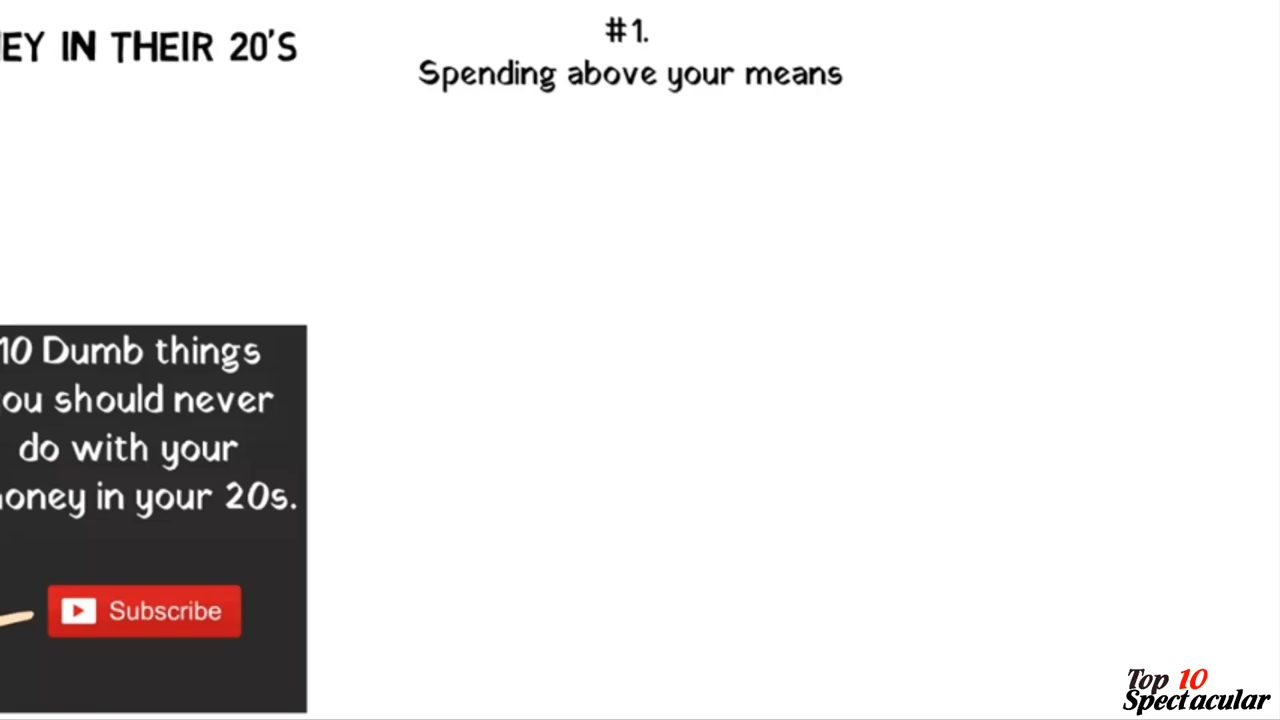 EY IN THEIR 20'S
#1.
Spending above your means
10 Dumb things
ou should never
do with your
oney in your 20s.
Subscribe
Top 10
Spectacular